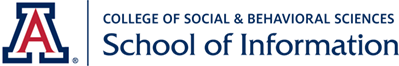 A®
COLLEGE OF SOCIAL & BEHAVIORAL SCIENCES
School of Information